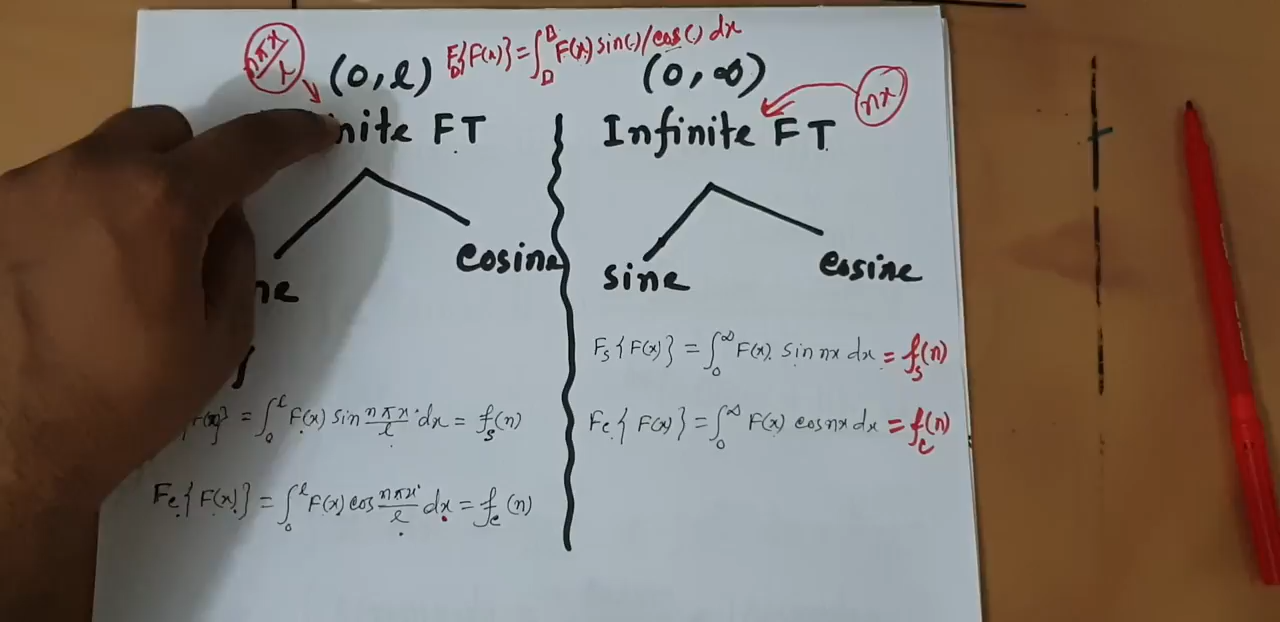 nπx/l
(0, l)
F{F(x)} = ∫ F(x) sin()/cos() dx
(0, ∞)
nx
nite FT
Infinite FT
ne
cosine
sine
cosine
Fs{F(x)} = ∫₀^∞ F(x) sin nx dx = fs(n)
F(x)} = ∫₀^l F(x) sin nπx/l dx = fs(n)
Fc{F(x)} = ∫₀^∞ F(x) cos nx dx = fc(n)
Fc{F(x)} = ∫₀^l F(x) cos nπx/l dx = fc(n)